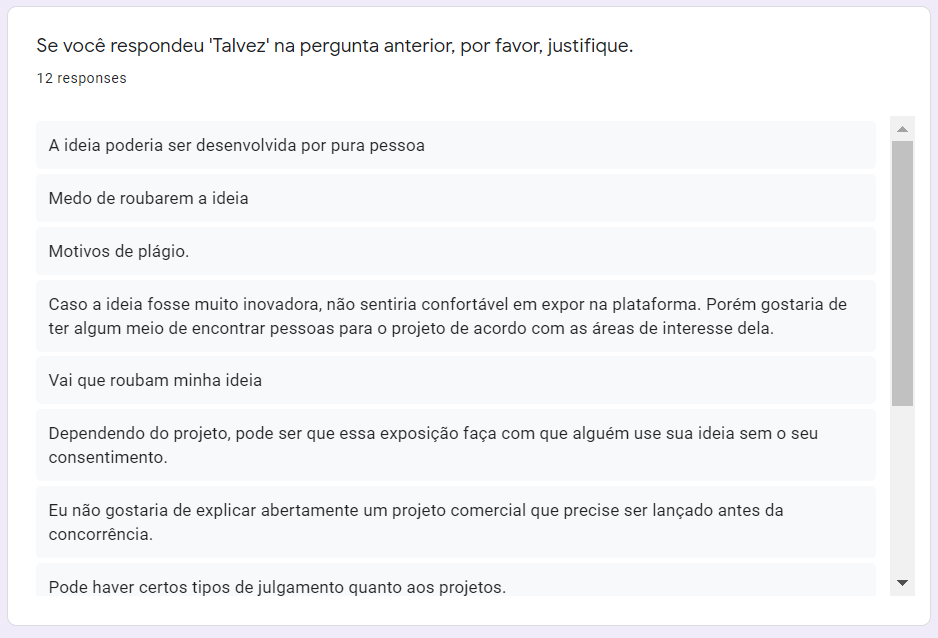 Se você respondeu 'Talvez' na pergunta anterior, por favor, justifique.
12 responses
A ideia poderia ser desenvolvida por pura pessoa
Medo de roubarem a ideia
Motivos de plágio.
Caso a ideia fosse muito inovadora, não sentiria confortável em expor na plataforma. Porém gostaria de
ter algum meio de encontrar pessoas para o projeto de acordo com as áreas de interesse dela.
Vai que roubam minha ideia
Dependendo do projeto, pode ser que essa exposição faça com que alguém use sua ideia sem o seu
consentimento.
Eu não gostaria de explicar abertamente um projeto comercial que precise ser lançado antes da
concorrência.
Pode haver certos tipos de julgamento quanto aos projetos.